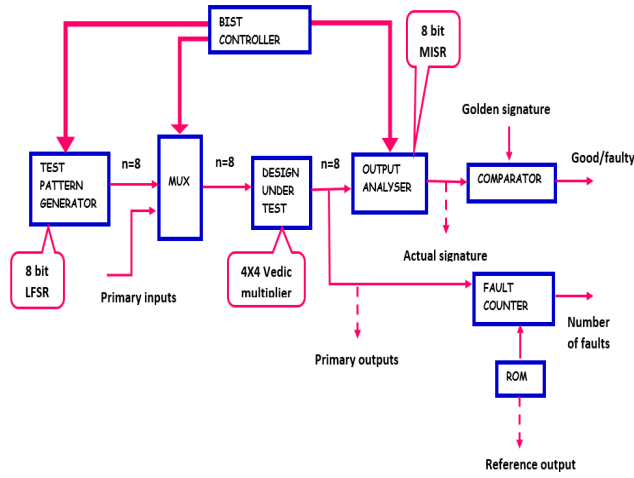 BIST
CONTROLLER
8 bit
MISR
Golden signature
TEST
PATTERN
GENERATOR
n=8
MUX
n=8
DESIGN
UNDER
TEST
n=8
OUTPUT
ANALYSER
COMPARATOR
Good/faulty
8 bit
LFSR
Primary inputs
4X4 Vedic
multioplier
Actual signature
FAULT
COUNTER
Number
of faults
Primary outputs
ROM
Reference output